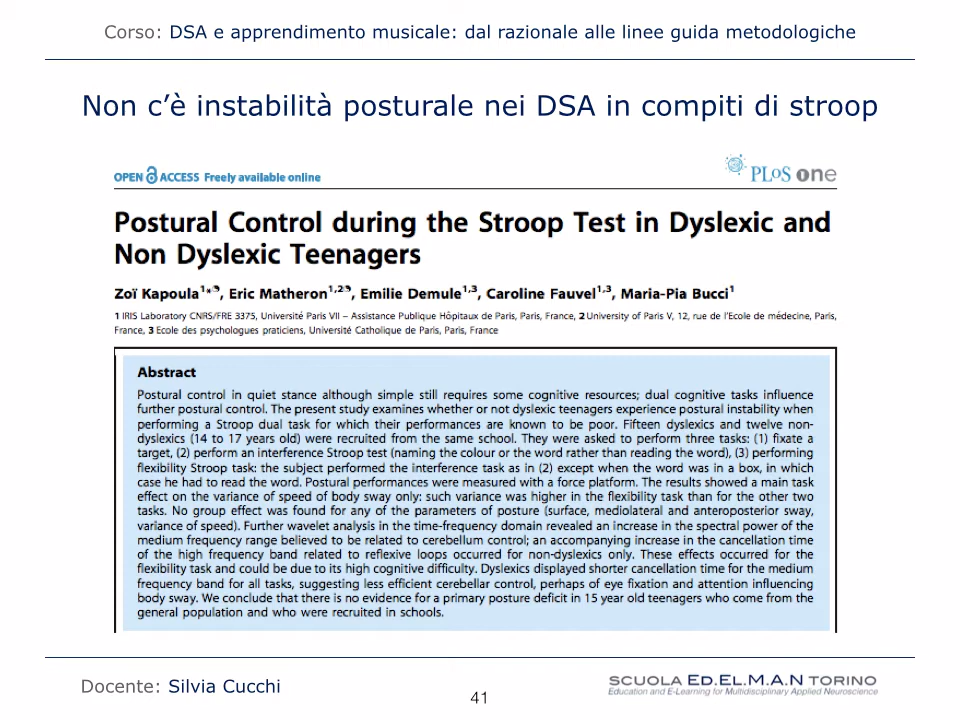 Corso: DSA e apprendimento musicale: dal razionale alle linee guida metodologiche
Non c’è instabilità posturale nei DSA in compiti di stroop
OPEN ACCESS Freely available online
PLoS one
Postural Control during the Stroop Test in Dyslexic and
Non Dyslexic Teenagers
Zoï Kapoula1*9, Eric Matheron1,29, Emilie Demule1,3, Caroline Fauvel1,3, Maria-Pia Bucci1
1 IRIS Laboratory CNRS/FRE 3375, Université Paris VII – Assistance Publique Hôpitaux de Paris, Paris, France, 2 University of Paris V, 12, rue de l'Ecole de médecine, Paris,
France, 3 Ecole des psychologues praticiens, Université Catholique de Paris, Paris, France
Abstract
Postural control in quiet stance although simple still requires some cognitive resources; dual cognitive tasks influence
further postural control. The present study examines whether or not dyslexic teenagers experience postural instability when
performing a Stroop dual task for which their performances are known to be poor. Fifteen dyslexics and twelve non-
dyslexics (14 to 17 years old) were recruited from the same school. They were asked to perform three tasks: (1) fixate a
target, (2) perform an interference Stroop test (naming the colour or the word rather than reading the word), (3) performing
flexibility Stroop task: the subject performed the interference task as in (2) except when the word was in a box, in which
case he had to read the word. Postural performances were measured with a force platform. The results showed a main task
effect on the variance of speed of body sway only: such variance was higher in the flexibility task than for the other two
tasks. No group effect was found for any of the parameters of posture (surface, mediolateral and anteroposterior sway,
variance of speed). Further wavelet analysis in the time-frequency domain revealed an increase in the spectral power of the
medium frequency range believed to be related to cerebellum control; an accompanying increase in the cancellation time
of the high frequency band related to reflexive loops occurred for non-dyslexics only. These effects occurred for the
flexibility task and could be due to its high cognitive difficulty. Dyslexics displayed shorter cancellation time for the medium
frequency band for all tasks, suggesting less efficient cerebellar control, perhaps of eye fixation and attention influencing
body sway. We conclude that there is no evidence for a primary posture deficit in 15 year old teenagers who come from the
general population and who were recruited in schools.
Docente: Silvia Cucchi
41
SCUOLA ED.EL.M.A.N TORINO
Education and E-Learning for Multidisciplinary Applied Neuroscience